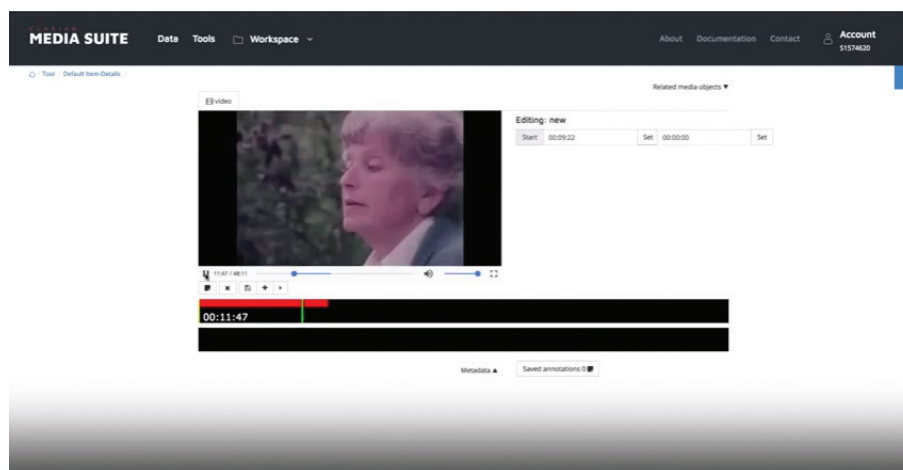 CLARIAH
MEDIA SUITE Data Tools Workspace About Documentation Contact Account
S1574620
Tool / Default Item-Details
Related media objects ▼
video
Editing: new
Start 00:09:22 Set 00:00:00 Set
11:47 / 48:11
00:11:47
Metadata ▲ Saved annotations 0